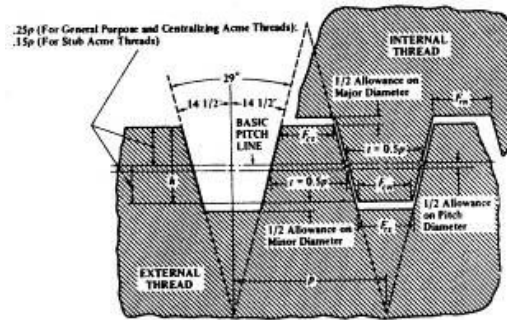 .25p (For General Purpose and Centralizing Acme Threads);
.15p (For Stub Acme Threads)
29°
14 1/2°
14 1/2°
BASIC
PITCH
LINE
INTERNAL
THREAD
1/2 Allowance on
Major Diameter
t = 0.5p
t = 0.5p
h
1/2 Allowance on
Minor Diameter
1/2 Allowance
on Pitch
Diameter
EXTERNAL
THREAD
p